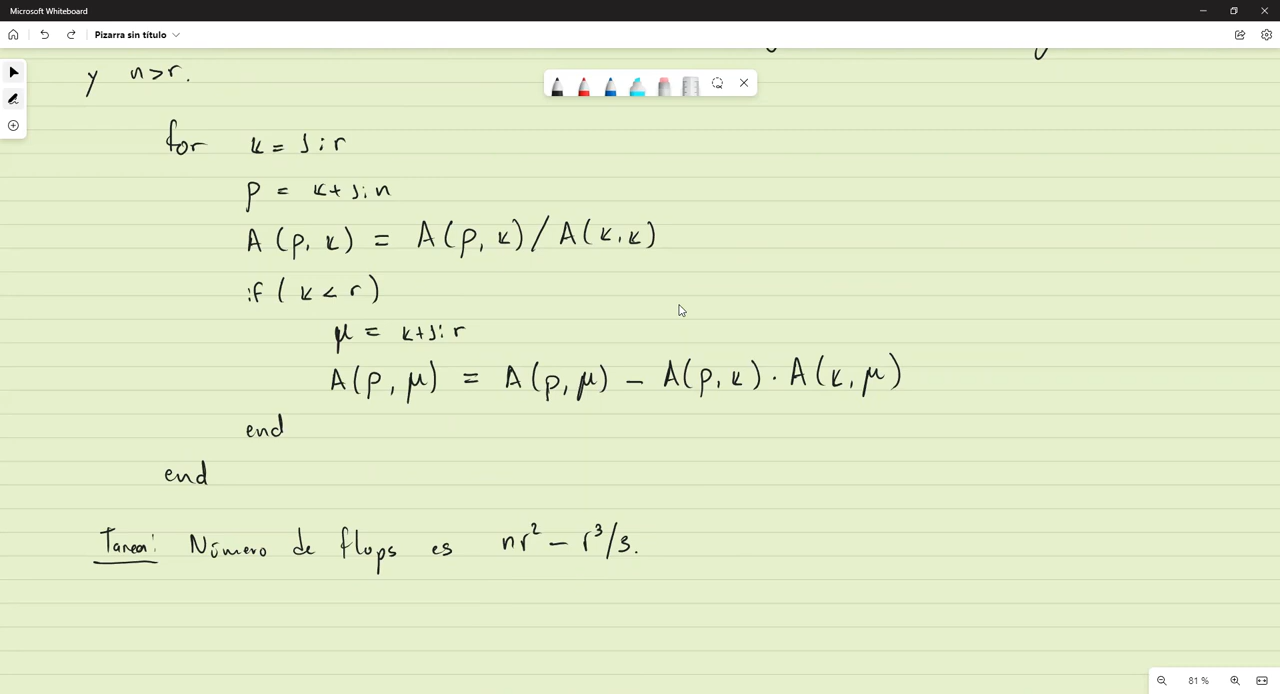 Microsoft Whiteboard
Pizarra sin título
y n>r.
for k = 1:r
p = k+1:n
A(p, k) = A(p, k)/A(k,k)
if (k < r)
μ = k+1:r
A(p, μ) = A(p, μ) - A(p, k) · A(k, μ)
end
end
Tarea: Número de flops es nr² - r³/3.
81 %